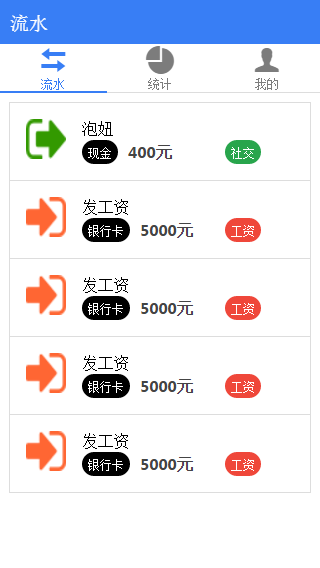 流水
流水 统计 我的
泡妞
现金 400元 社交
发工资
银行卡 5000元 工资
发工资
银行卡 5000元 工资
发工资
银行卡 5000元 工资
发工资
银行卡 5000元 工资